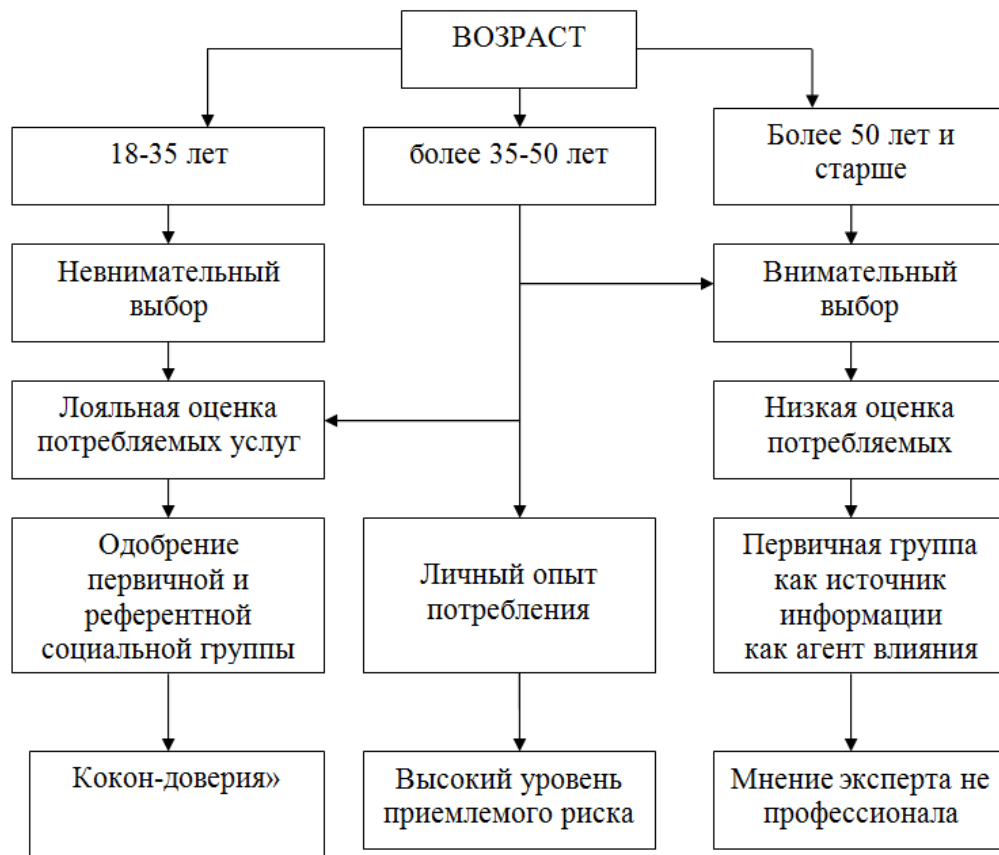 ВОЗРАСТ
18-35 лет
более 35-50 лет
Более 50 лет и
старше
Невнимательный
выбор
Внимательный
выбор
Лояльная оценка
потребляемых услуг
Низкая оценка
потребляемых
Одобрение
первичной и
референтной
социальной группы
Личный опыт
потребления
Первичная группа
как источник
информации
как агент влияния
Кокон-доверия»
Высокий уровень
приемлемого риска
Мнение эксперта не
профессионала